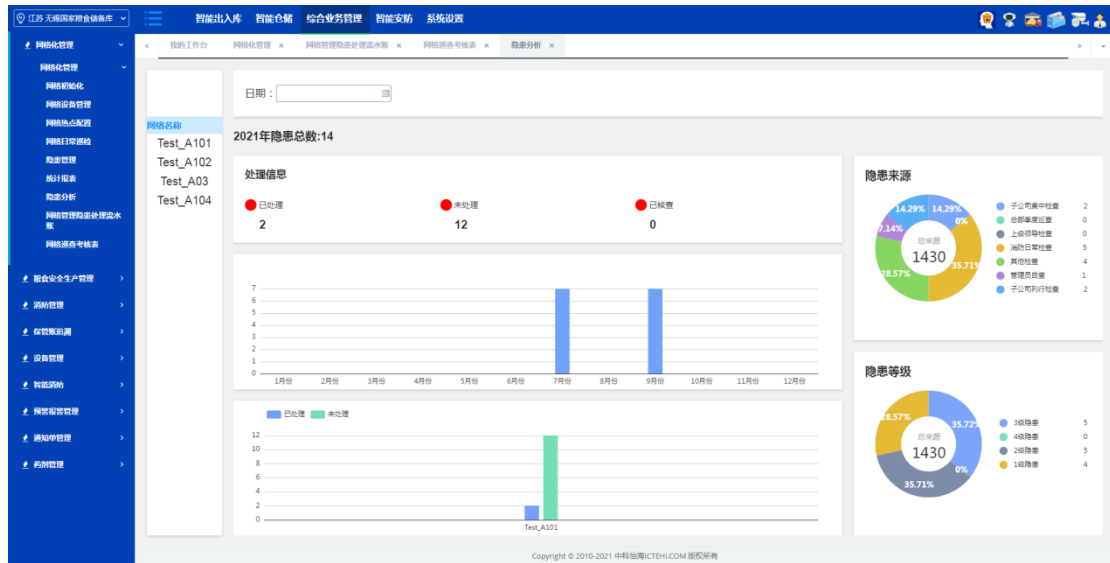 江苏 无锡国家粮食储备库
智能出入库 智能仓储 综合业务管理 智能安防 系统设置
网格化管理
网格化管理
网格初始化
网格设备管理
网格热点配置
网格日常巡检
隐患管理
统计报表
隐患分析
网格管理隐患处理流水
账
网格巡查考核表
粮食安全生产管理
消防管理
保管账追溯
设备管理
智能消防
预警报警管理
通知单管理
药剂管理
« 我的工作台 网格化管理 × 网格管理隐患处理流水账 × 网格巡查考核表 × 隐患分析 × »
网格名称
Test_A101
Test_A102
Test_A03
Test_A104
日期：
2021年隐患总数:14
处理信息
已处理 未处理 已核查
2 12 0
7
6
5
4
3
2
1
0
1月份 2月份 3月份 4月份 5月份 6月份 7月份 8月份 9月份 10月份 11月份 12月份
已处理 未处理
12
10
8
6
4
2
0
Test_A101
隐患来源
14.29% 14.29%
0%
7.14%
35.71%
28.57%
总来源
1430
子公司集中检查 2
总部季度巡查 0
上级领导检查 0
消防日常检查 5
其他检查 4
管理员自查 1
子公司例行检查 2
隐患等级
28.57%
35.72%
0%
35.71%
总来源
1430
3级隐患 5
4级隐患 0
2级隐患 5
1级隐患 4
Copyright © 2010-2021 中科怡海ICTEHI.COM 版权所有